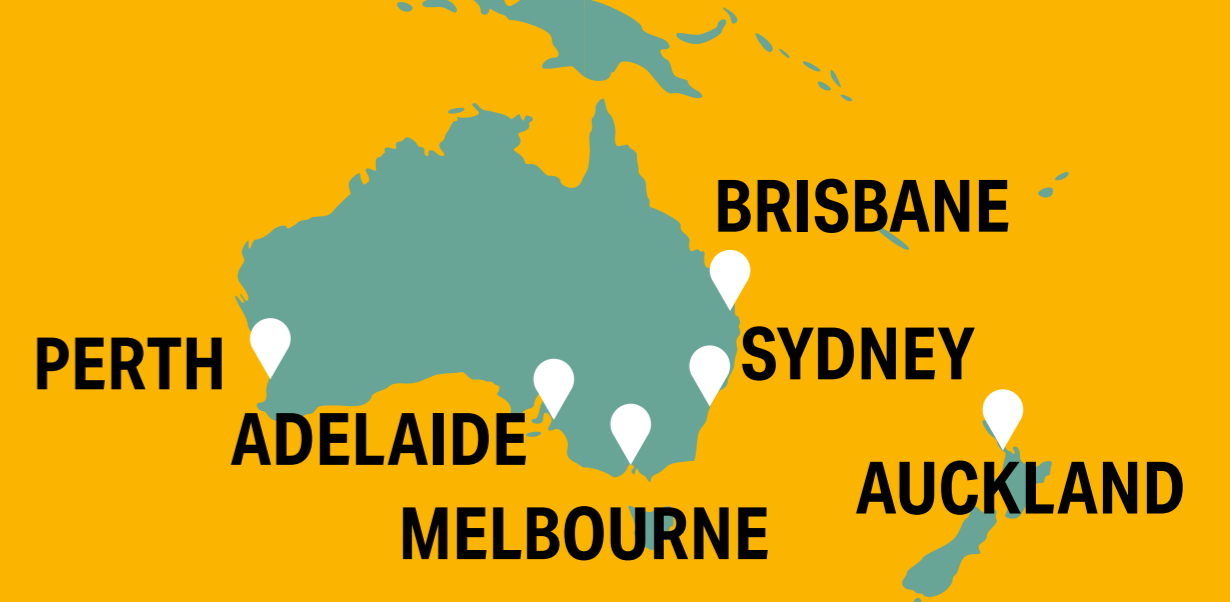 BRISBANE
SYDNEY
PERTH
ADELAIDE
AUCKLAND
MELBOURNE